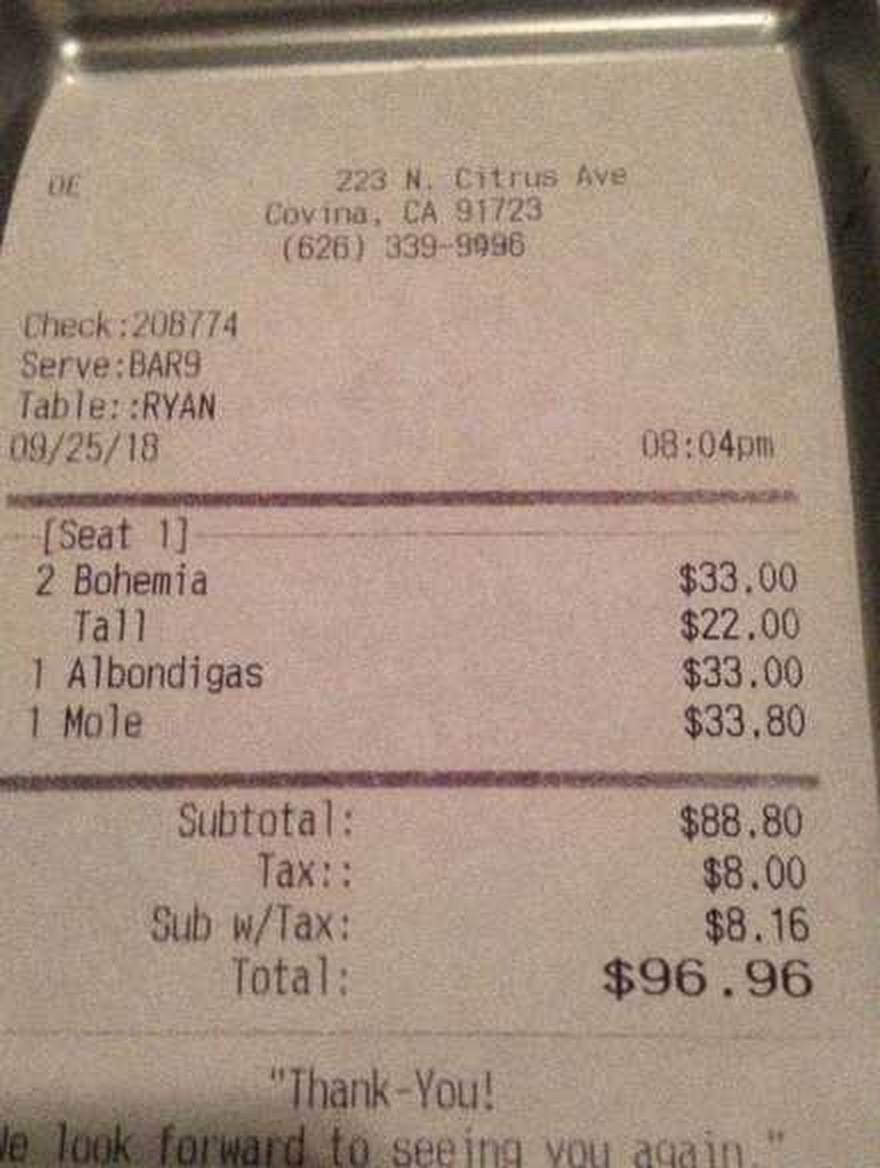 DE 223 N. Citrus Ave
Covina, CA 91723
(626) 339-9996
Check:208774
Serve:BAR9
Table::RYAN
09/25/18 08:04pm
[Seat 1]
2 Bohemia $33.00
Tall $22.00
1 Albondigas $33.00
1 Mole $33.80
Subtotal: $88.80
Tax:: $8.00
Sub w/Tax: $8.16
Total: $96.96
"Thank-You!
We look forward to seeing you again."